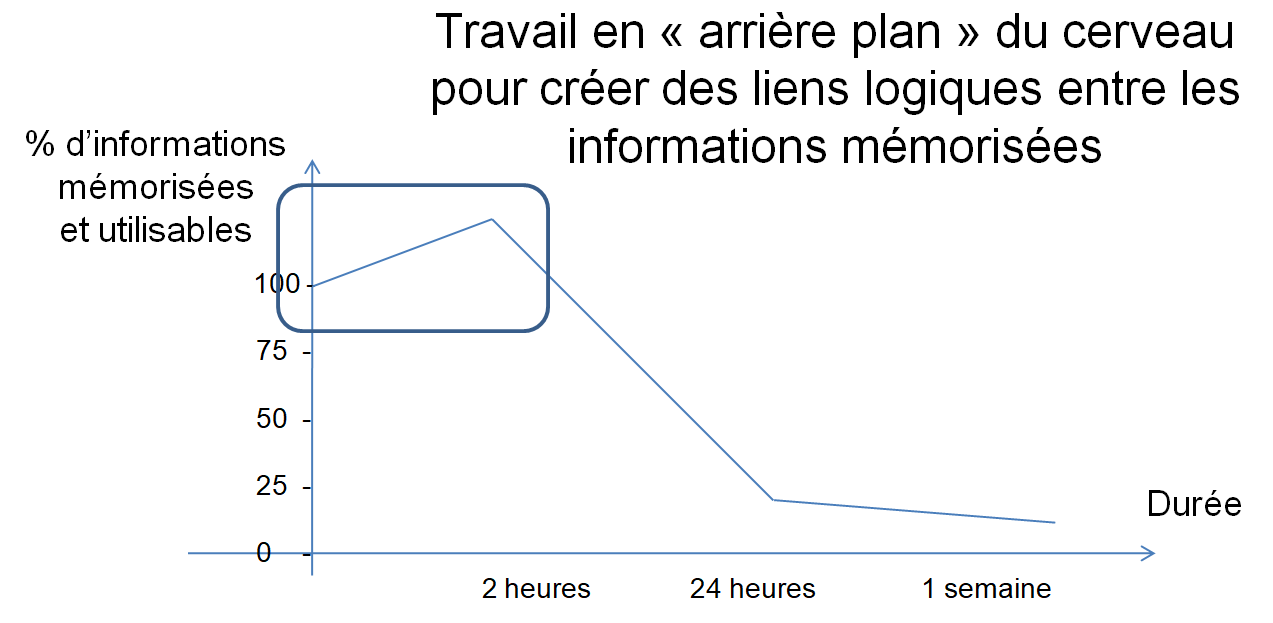 Travail en « arrière plan » du cerveau
pour créer des liens logiques entre les
informations mémorisées
% d’informations
mémorisées
et utilisables
100
75
50
25
0
Durée
2 heures
24 heures
1 semaine